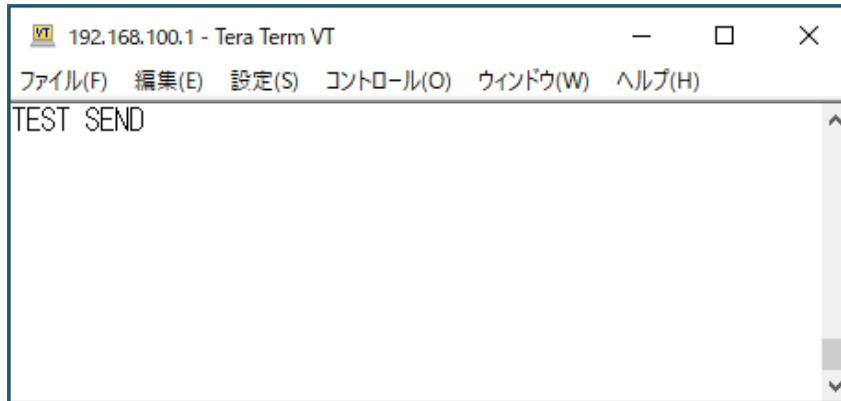 192.168.100.1 - Tera Term VT
ファイル(F) 編集(E) 設定(S) コントロール(O) ウィンドウ(W) ヘルプ(H)
TEST SEND